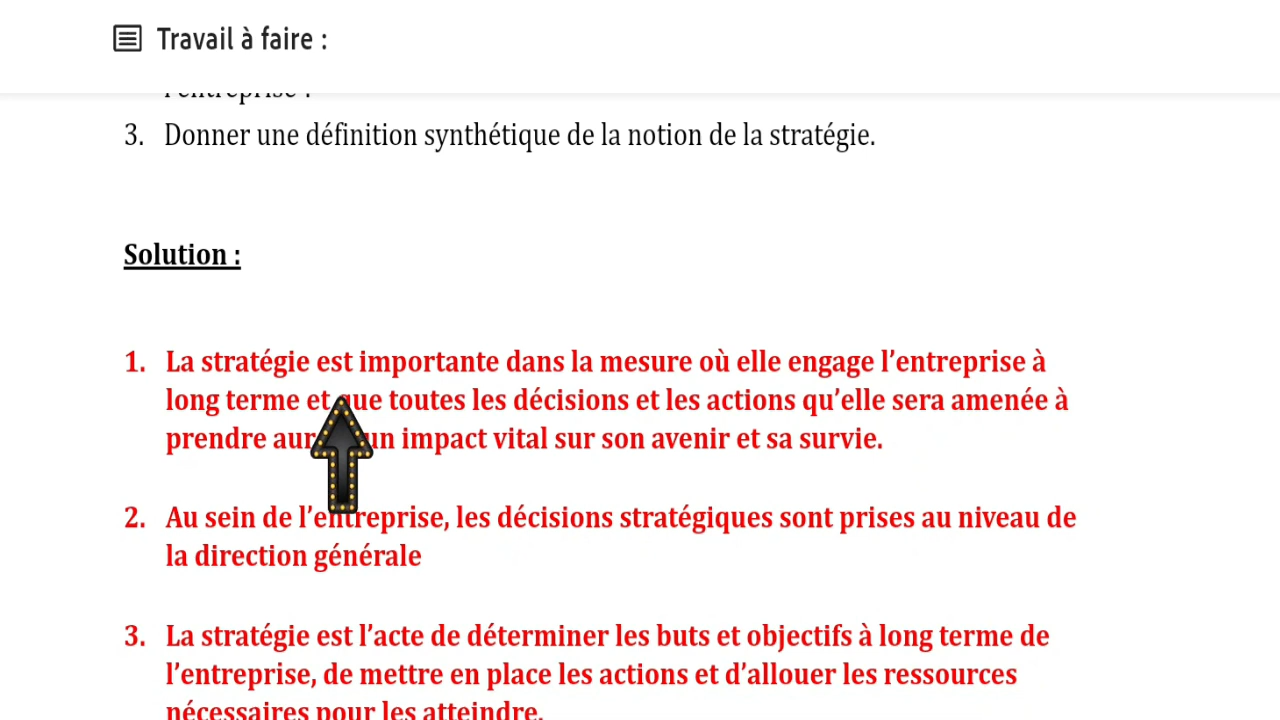 Travail à faire :
3. Donner une définition synthétique de la notion de la stratégie.
Solution :
1. La stratégie est importante dans la mesure où elle engage l’entreprise à
long terme et que toutes les décisions et les actions qu’elle sera amenée à
prendre un impact vital sur son avenir et sa survie.
2. Au sein de l’entreprise, les décisions stratégiques sont prises au niveau de
la direction générale
3. La stratégie est l’acte de déterminer les buts et objectifs à long terme de
l’entreprise, de mettre en place les actions et d’allouer les ressources
nécessaires pour les atteindre.